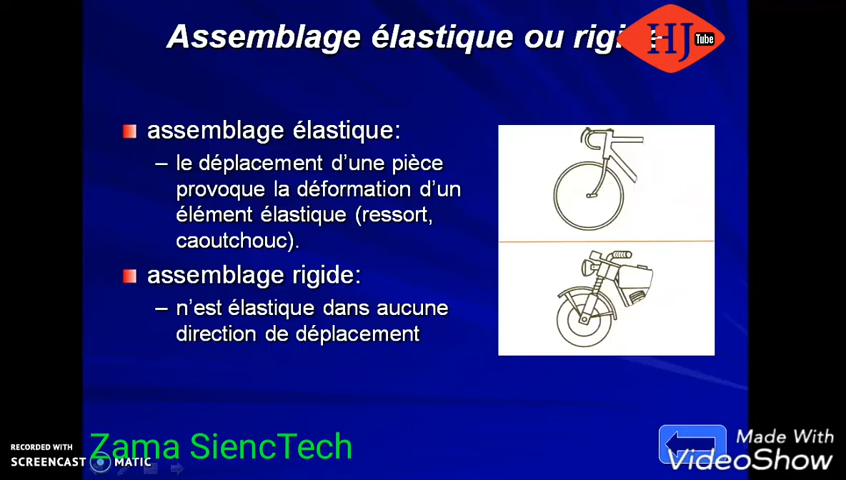 Assemblage élastique ou
HJ
Tube
assemblage élastique:
– le déplacement d'une pièce
provoque la déformation d'un
élément élastique (ressort,
caoutchouc).
assemblage rigide:
– n'est élastique dans aucune
direction de déplacement
Zama SiencTech
RECORDED WITH
SCREENCAST MATIC
Made With
VideoShow